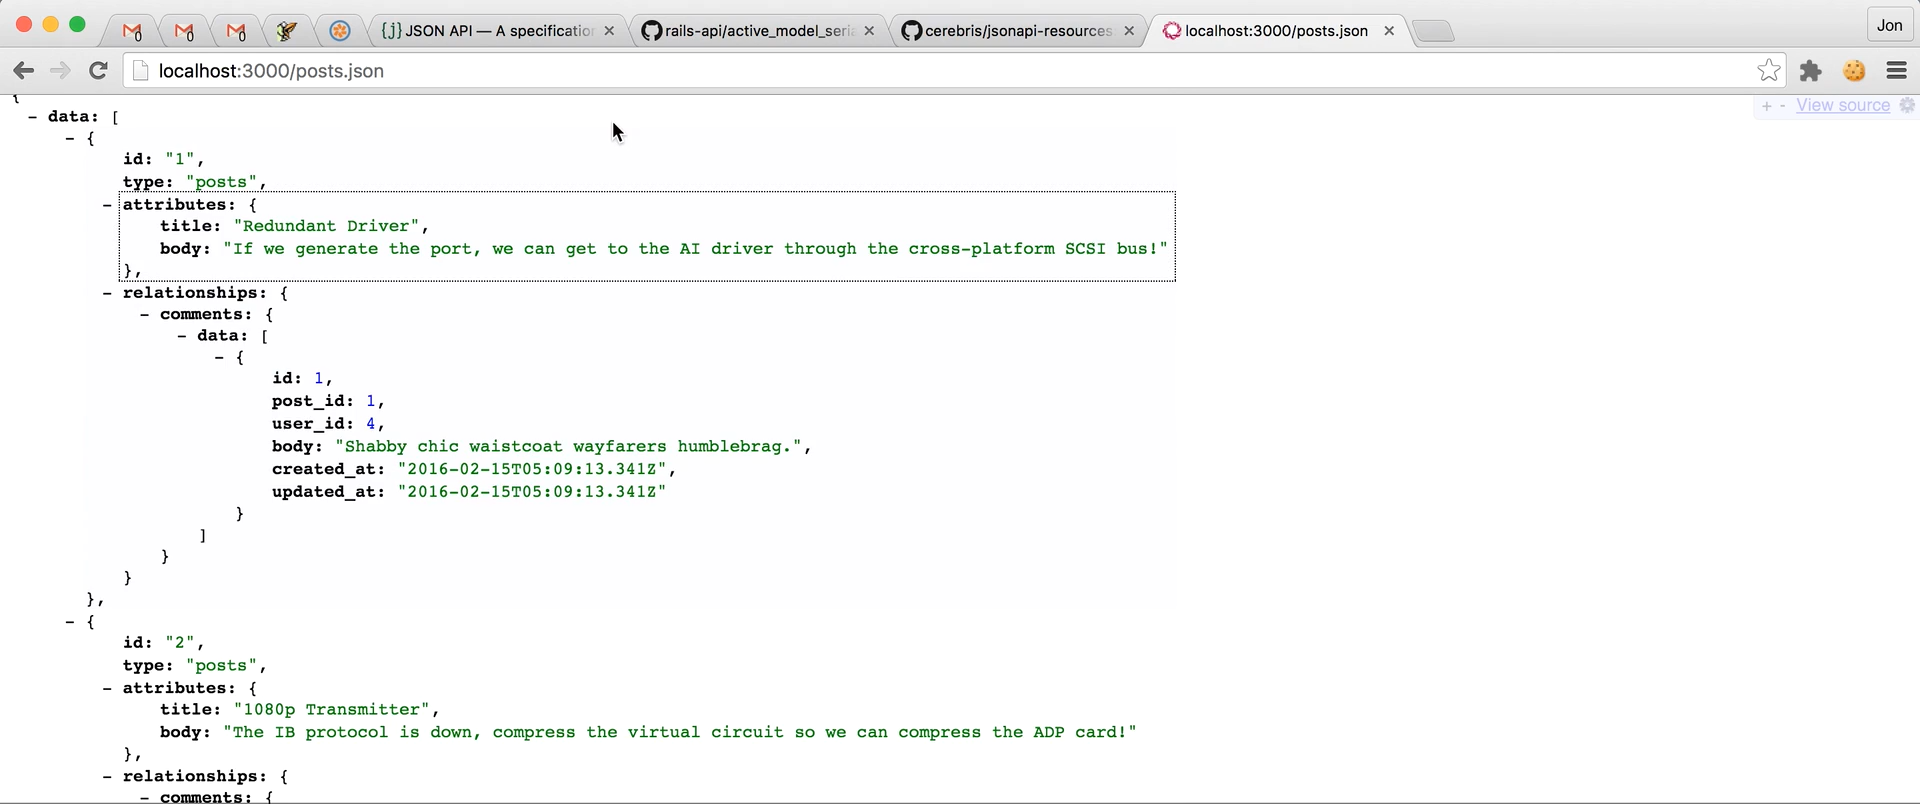 0
0
0
{j} JSON API — A specification
rails-api/active_model_seria
cerebris/jsonapi-resources
localhost:3000/posts.json
Jon
localhost:3000/posts.json
+ - View source
{
- data: [
- {
id: "1",
type: "posts",
- attributes: {
title: "Redundant Driver",
body: "If we generate the port, we can get to the AI driver through the cross-platform SCSI bus!"
},
- relationships: {
- comments: {
- data: [
- {
id: 1,
post_id: 1,
user_id: 4,
body: "Shabby chic waistcoat wayfarers humblebrag.",
created_at: "2016-02-15T05:09:13.341Z",
updated_at: "2016-02-15T05:09:13.341Z"
}
]
}
}
},
- {
id: "2",
type: "posts",
- attributes: {
title: "1080p Transmitter",
body: "The IB protocol is down, compress the virtual circuit so we can compress the ADP card!"
},
- relationships: {
- comments: {